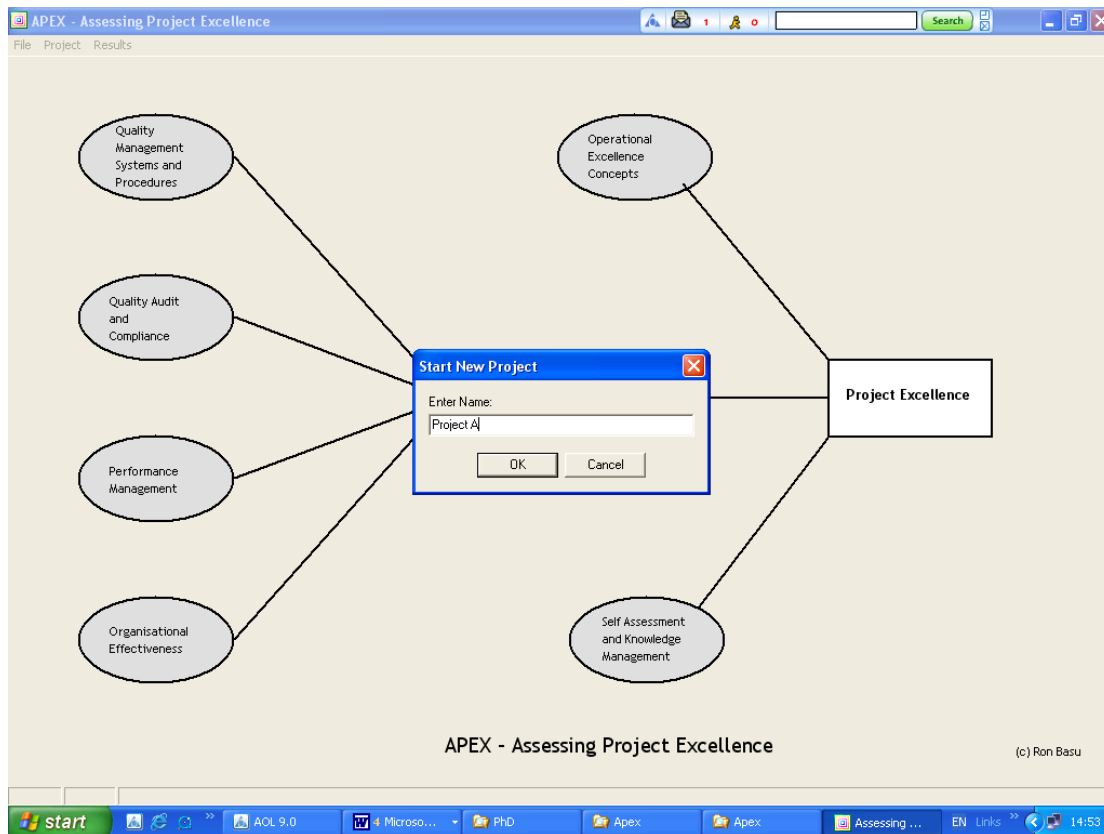 APEX - Assessing Project Excellence
1
0
Search
File Project Results
Quality
Management
Systems and
Procedures
Operational
Excellence
Concepts
Quality Audit
and
Compliance
Start New Project
Enter Name:
Project A
OK Cancel
Project Excellence
Performance
Management
Organisational
Effectiveness
Self Assessment
and Knowledge
Management
APEX - Assessing Project Excellence
(c) Ron Basu
start
AOL 9.0
4 Microso...
PhD
Apex
Apex
Assessing ...
EN Links
14:53